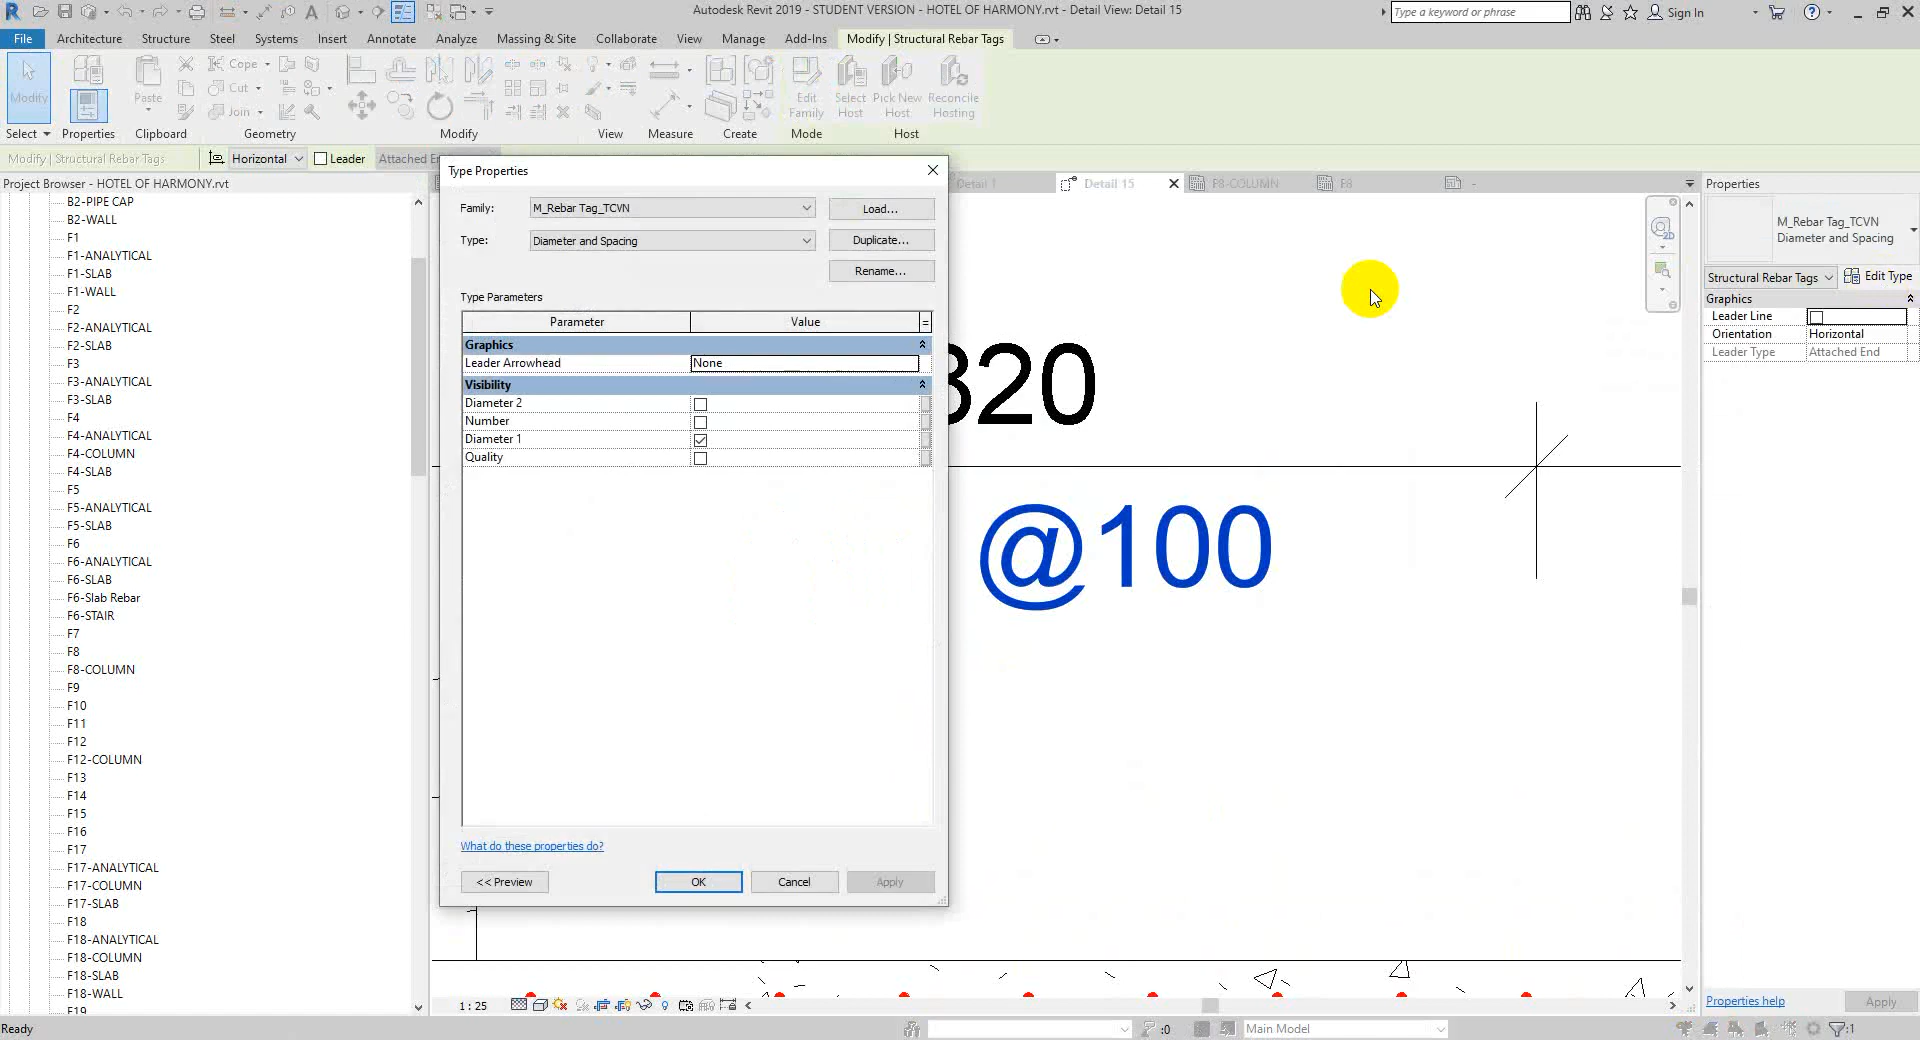 Autodesk Revit 2019 - STUDENT VERSION - HOTEL OF HARMONY.rvt - Detail View: Detail 15
Type a keyword or phrase
Sign In
File Architecture Structure Steel Systems Insert Annotate Analyze Massing & Site Collaborate View Manage Add-Ins Modify | Structural Rebar Tags
Modify
Paste
Cope
Cut
Join
Edit Family
Select Host
Pick New Host
Reconcile Hosting
Select Properties Clipboard Geometry Modify View Measure Create Mode Host
Modify | Structural Rebar Tags
Horizontal
Leader
Attached
Project Browser - HOTEL OF HARMONY.rvt
B2-PIPE CAP
B2-WALL
F1
F1-ANALYTICAL
F1-SLAB
F1-WALL
F2
F2-ANALYTICAL
F2-SLAB
F3
F3-ANALYTICAL
F3-SLAB
F4
F4-ANALYTICAL
F4-COLUMN
F4-SLAB
F5
F5-ANALYTICAL
F5-SLAB
F6
F6-ANALYTICAL
F6-SLAB
F6-Slab Rebar
F6-STAIR
F7
F8
F8-COLUMN
F9
F10
F11
F12
F12-COLUMN
F13
F14
F15
F16
F17
F17-ANALYTICAL
F17-COLUMN
F17-SLAB
F18
F18-ANALYTICAL
F18-COLUMN
F18-SLAB
F18-WALL
F19
Type Properties
Family: M_Rebar Tag_TCVN Load...
Type: Diameter and Spacing Duplicate...
Rename...
Type Parameters
Parameter Value =
Graphics
Leader Arrowhead None
Visibility
Diameter 2
Number
Diameter 1
Quality
What do these properties do?
<< Preview OK Cancel Apply
Detail 1
Detail 15
F8-COLUMN
F8
-
2D
820
@100
Properties
M_Rebar Tag_TCVN
Diameter and Spacing
Structural Rebar Tags Edit Type
Graphics
Leader Line
Orientation Horizontal
Leader Type Attached End
Properties help Apply
1 : 25
Ready
:0
Main Model
:1